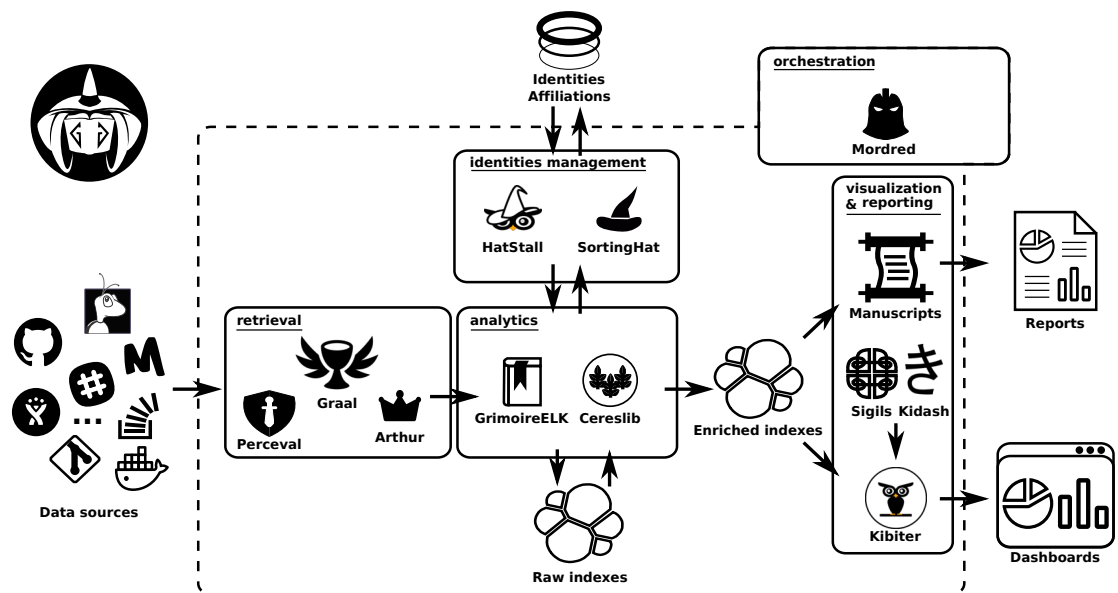 Identities
Affiliations
orchestration
Mordred
identities management
HatStall
SortingHat
visualization
& reporting
Manuscripts
Reports
retrieval
Graal
Perceval
Arthur
analytics
GrimoireELK
Cereslib
Enriched indexes
き
Sigils
Kidash
Kibiter
Dashboards
...
Data sources
Raw indexes